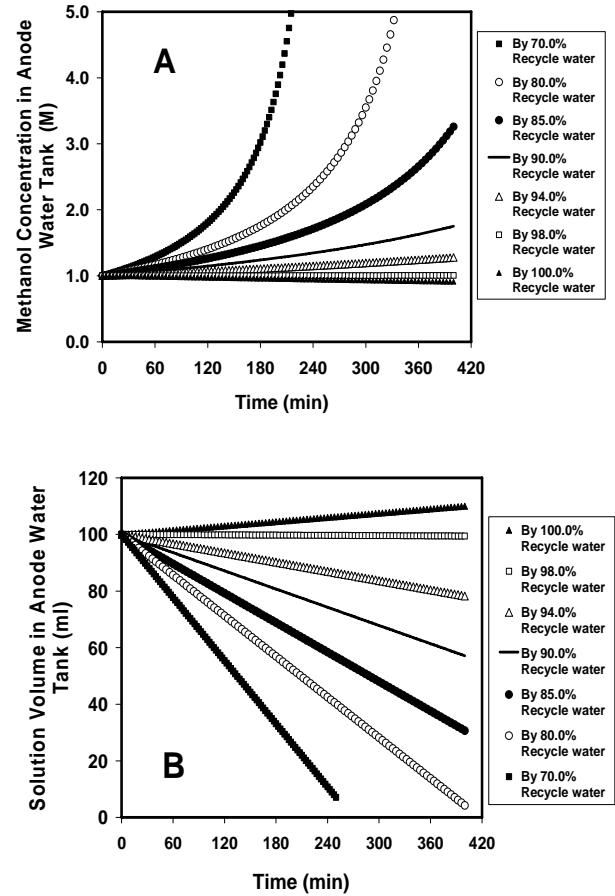 5.0
4.0
3.0
2.0
1.0
0.0
A
Methanol Concentration in Anode
Water Tank (M)
0 60 120 180 240 300 360 420
Time (min)
By 70.0%
Recycle water
By 80.0%
Recycle water
By 85.0%
Recycle water
By 90.0%
Recycle water
By 94.0%
Recycle water
By 98.0%
Recycle water
By 100.0%
Recycle water
120
100
80
60
40
20
0
B
Solution Volume in Anode Water
Tank (ml)
0 60 120 180 240 300 360 420
Time (min)
By 100.0%
Recycle water
By 98.0%
Recycle water
By 94.0%
Recycle water
By 90.0%
Recycle water
By 85.0%
Recycle water
By 80.0%
Recycle water
By 70.0%
Recycle water